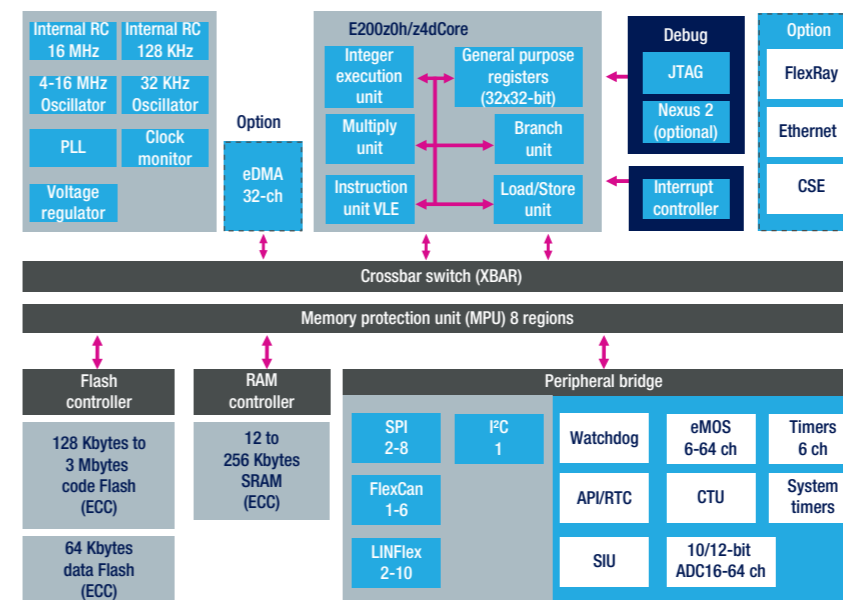 Internal RC
16 MHz
Internal RC
128 KHz
4-16 MHz
Oscillator
32 KHz
Oscillator
PLL
Clock
monitor
Voltage
regulator
Option
eDMA
32-ch
E200z0h/z4dCore
Integer
execution
unit
General purpose
registers
(32x32-bit)
Multiply
unit
Branch
unit
Instruction
unit VLE
Load/Store
unit
Debug
JTAG
Nexus 2
(optional)
Interrupt
controller
Option
FlexRay
Ethernet
CSE
Crossbar switch (XBAR)
Memory protection unit (MPU) 8 regions
Flash
controller
128 Kbytes to
3 Mbytes
code Flash
(ECC)
64 Kbytes
data Flash
(ECC)
RAM
controller
12 to
256 Kbytes
SRAM
(ECC)
Peripheral bridge
SPI
2-8
I²C
1
FlexCan
1-6
LINFlex
2-10
Watchdog
eMOS
6-64 ch
Timers
6 ch
API/RTC
CTU
System
timers
SIU
10/12-bit
ADC16-64 ch